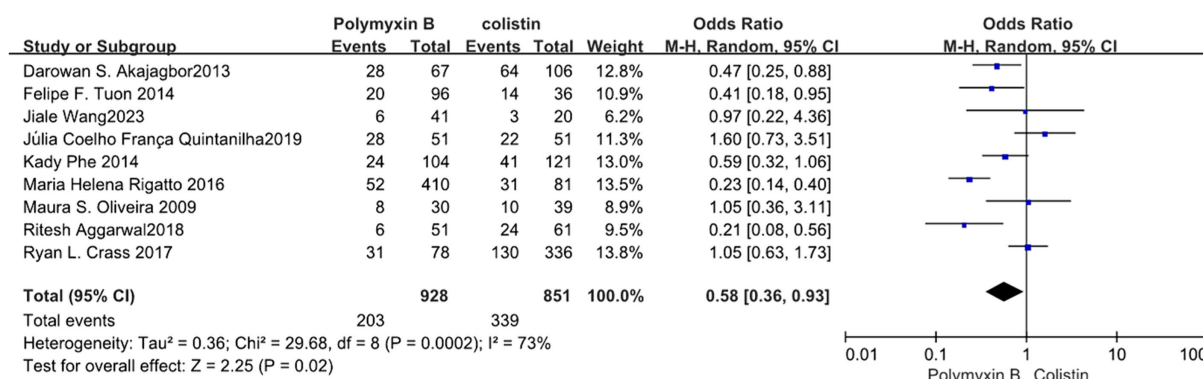 Polymyxin B colistin Odds Ratio Odds Ratio
Study or Subgroup Events Total Events Total Weight M-H, Random, 95% CI M-H, Random, 95% CI
Darowan S. Akajagbor2013 28 67 64 106 12.8% 0.47 [0.25, 0.88]
Felipe F. Tuon 2014 20 96 14 36 10.9% 0.41 [0.18, 0.95]
Jiale Wang2023 6 41 3 20 6.2% 0.97 [0.22, 4.36]
Júlia Coelho França Quintanilha2019 28 51 22 51 11.3% 1.60 [0.73, 3.51]
Kady Phe 2014 24 104 41 121 13.0% 0.59 [0.32, 1.06]
Maria Helena Rigatto 2016 52 410 31 81 13.5% 0.23 [0.14, 0.40]
Maura S. Oliveira 2009 8 30 10 39 8.9% 1.05 [0.36, 3.11]
Ritesh Aggarwal2018 6 51 24 61 9.5% 0.21 [0.08, 0.56]
Ryan L. Crass 2017 31 78 130 336 13.8% 1.05 [0.63, 1.73]
Total (95% CI) 928 851 100.0% 0.58 [0.36, 0.93]
Total events 203 339
Heterogeneity: Tau² = 0.36; Chi² = 29.68, df = 8 (P = 0.0002); I² = 73%
Test for overall effect: Z = 2.25 (P = 0.02)
0.01 0.1 1 10 100
Polymyxin B Colistin